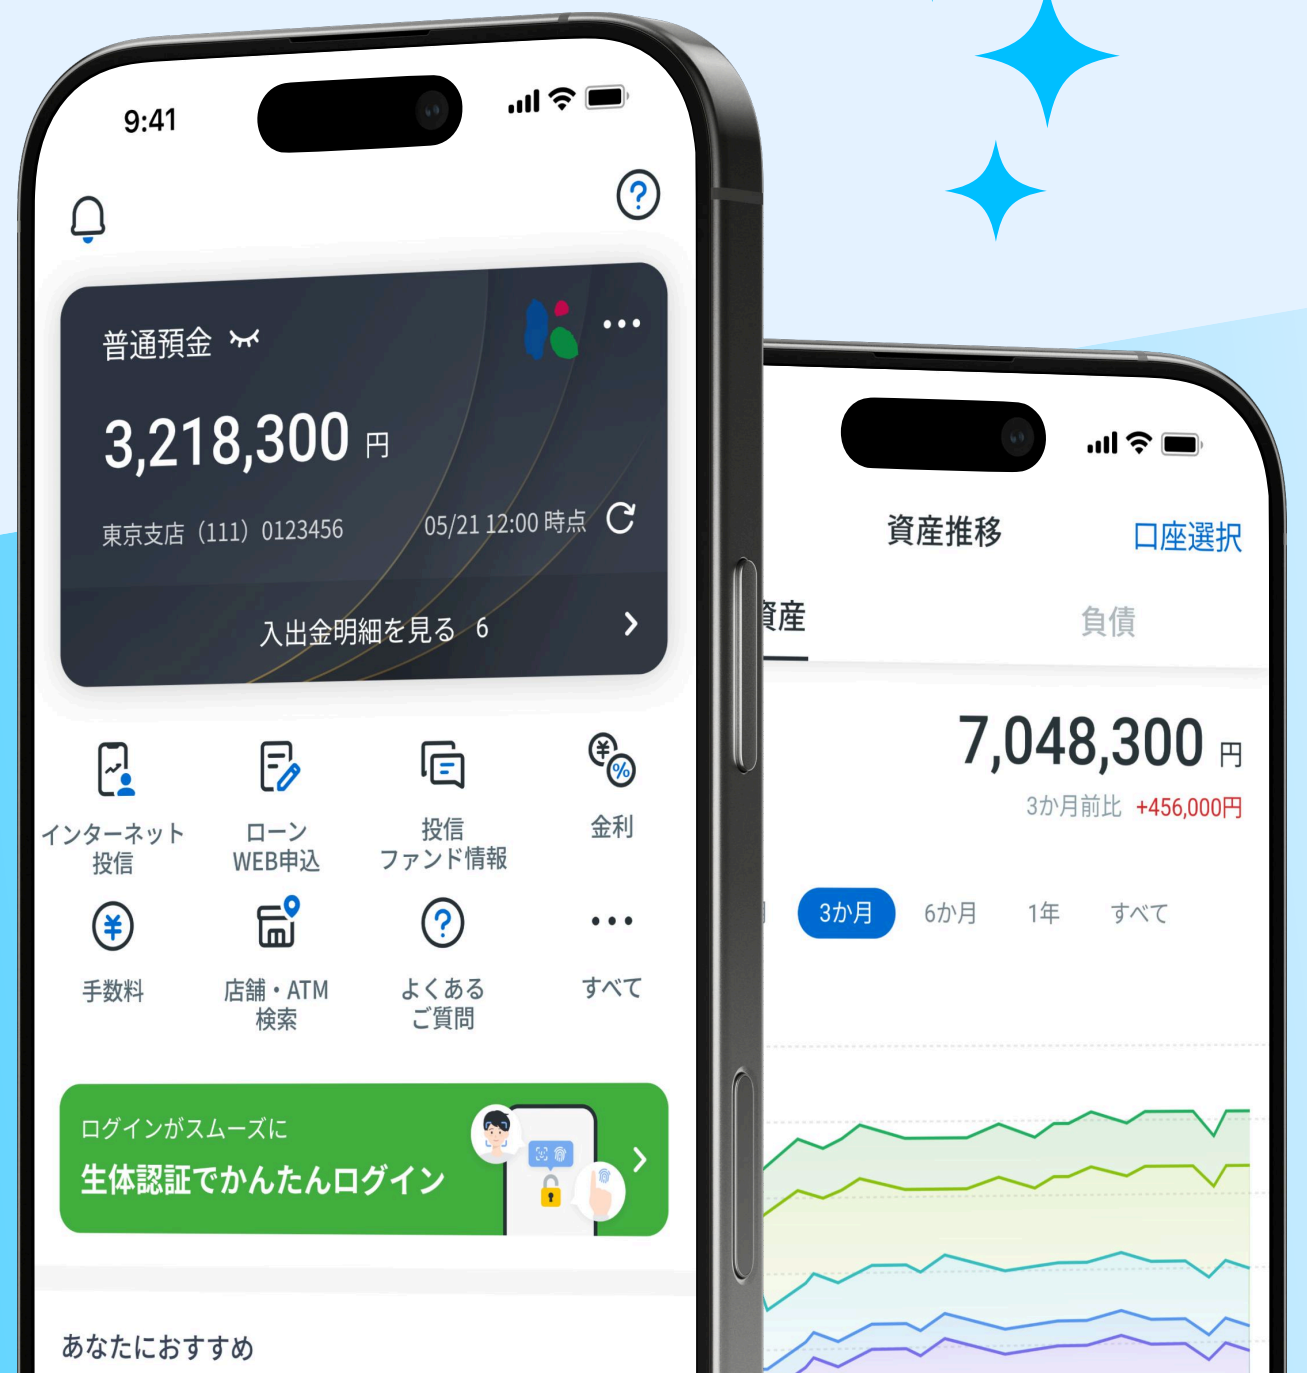 9:41
普通預金
3,218,300 円
東京支店（111）0123456
05/21 12:00 時点
入出金明細を見る 6
インターネット
投信
ローン
WEB申込
投信
ファンド情報
金利
手数料
店舗・ATM
検索
よくある
ご質問
すべて
ログインがスムーズに
生体認証でかんたんログイン
あなたにおすすめ
資産推移
口座選択
資産
負債
7,048,300 円
3か月前比 +456,000円
3か月
6か月
1年
すべて